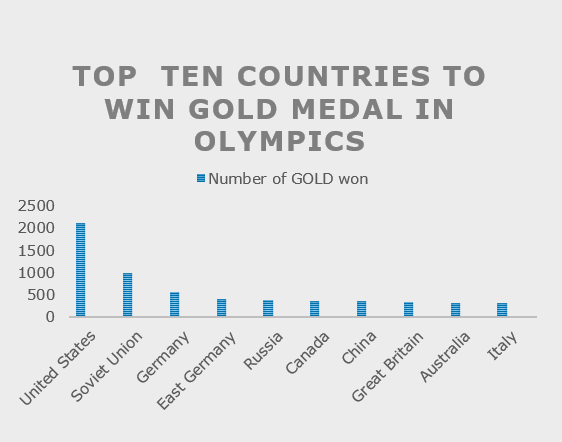 TOP TEN COUNTRIES TO
WIN GOLD MEDAL IN
OLYMPICS
Number of GOLD won
2500
2000
1500
1000
500
0
United States
Soviet Union
Germany
East Germany
Russia
Canada
China
Great Britain
Australia
Italy